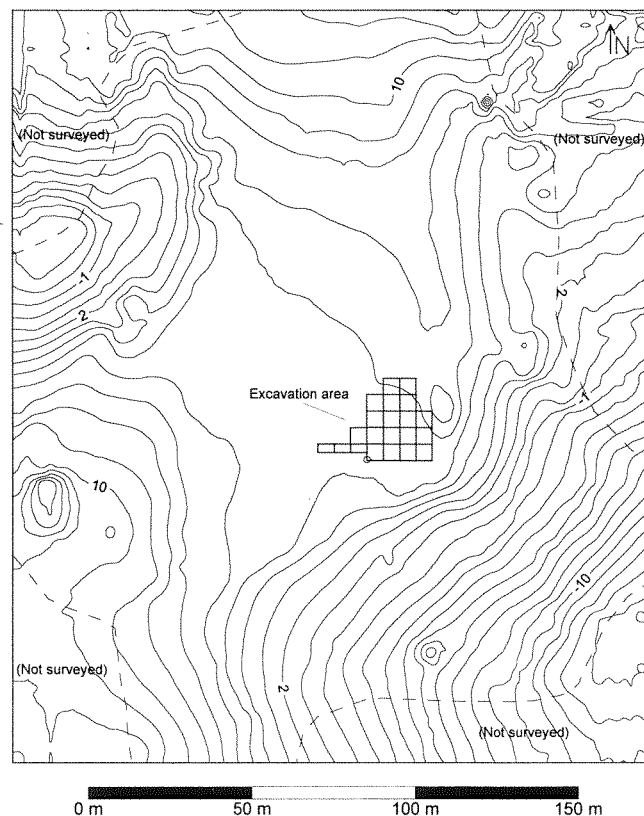 N
10
(Not surveyed)
(Not surveyed)
-1
2
2
Excavation area
-1
10
-10
2
(Not surveyed)
(Not surveyed)
0 m 50 m 100 m 150 m